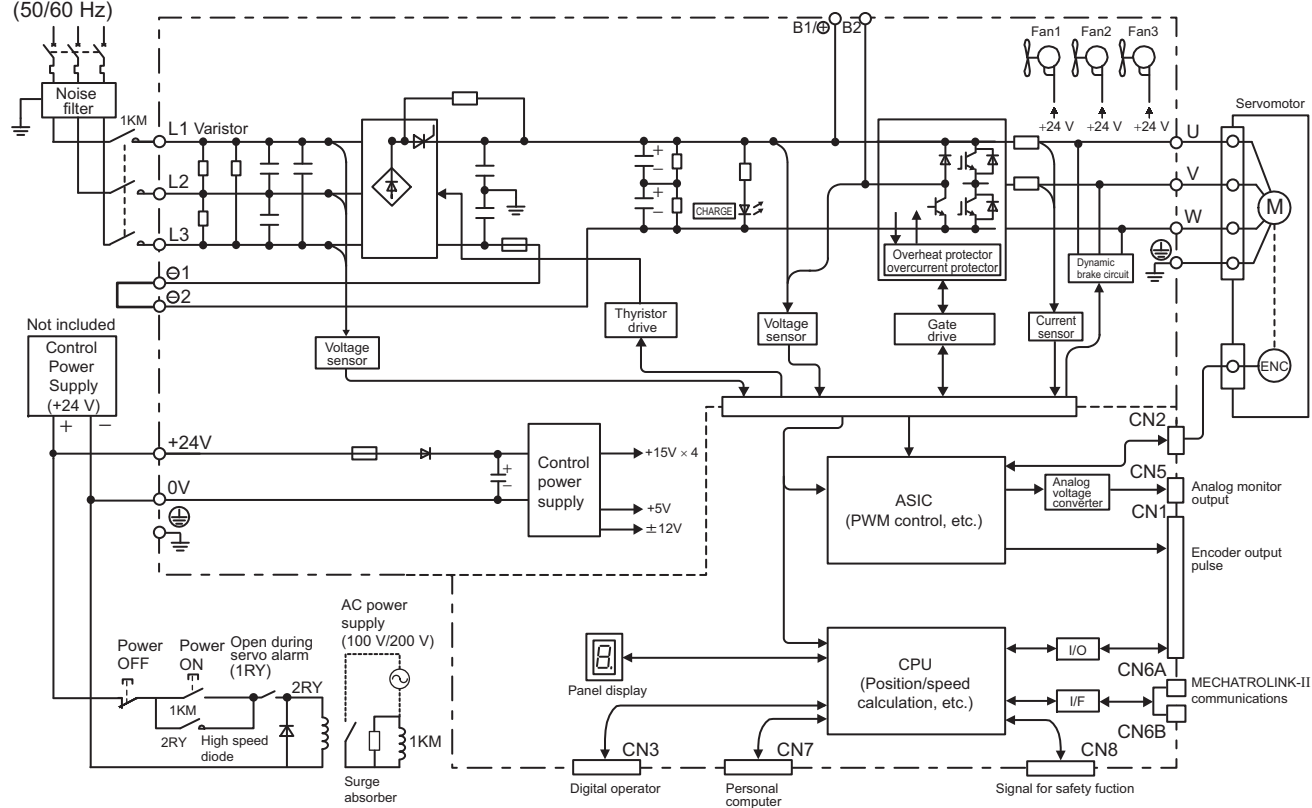 (50/60 Hz)
B1/⊕
B2
Fan1
Fan2
Fan3
+24 V
+24 V
+24 V
Servomotor
Noise
filter
1KM
L1
Varistor
L2
L3
⊖1
⊖2
+
−
+
−
CHARGE
Overheat protector
overcurrent protector
U
V
W
M
Dynamic
brake circuit
Thyristor
drive
Voltage
sensor
Voltage
sensor
Gate
drive
Current
sensor
ENC
Not included
Control
Power
Supply
(+24 V)
+
−
+24V
0V
+
−
Control
power
supply
+15V × 4
+5V
±12V
ASIC
(PWM control, etc.)
Analog
voltage
converter
CN2
CN5
Analog monitor
output
CN1
Encoder output
pulse
Power
OFF
Power
ON
Open during
servo alarm
(1RY)
2RY
1KM
2RY
High speed
diode
AC power
supply
(100 V/200 V)
1KM
Surge
absorber
8.
Panel display
CPU
(Position/speed
calculation, etc.)
I/O
I/F
CN6A
MECHATROLINK-II
communications
CN6B
CN3
CN7
CN8
Digital operator
Personal
computer
Signal for safety fuction